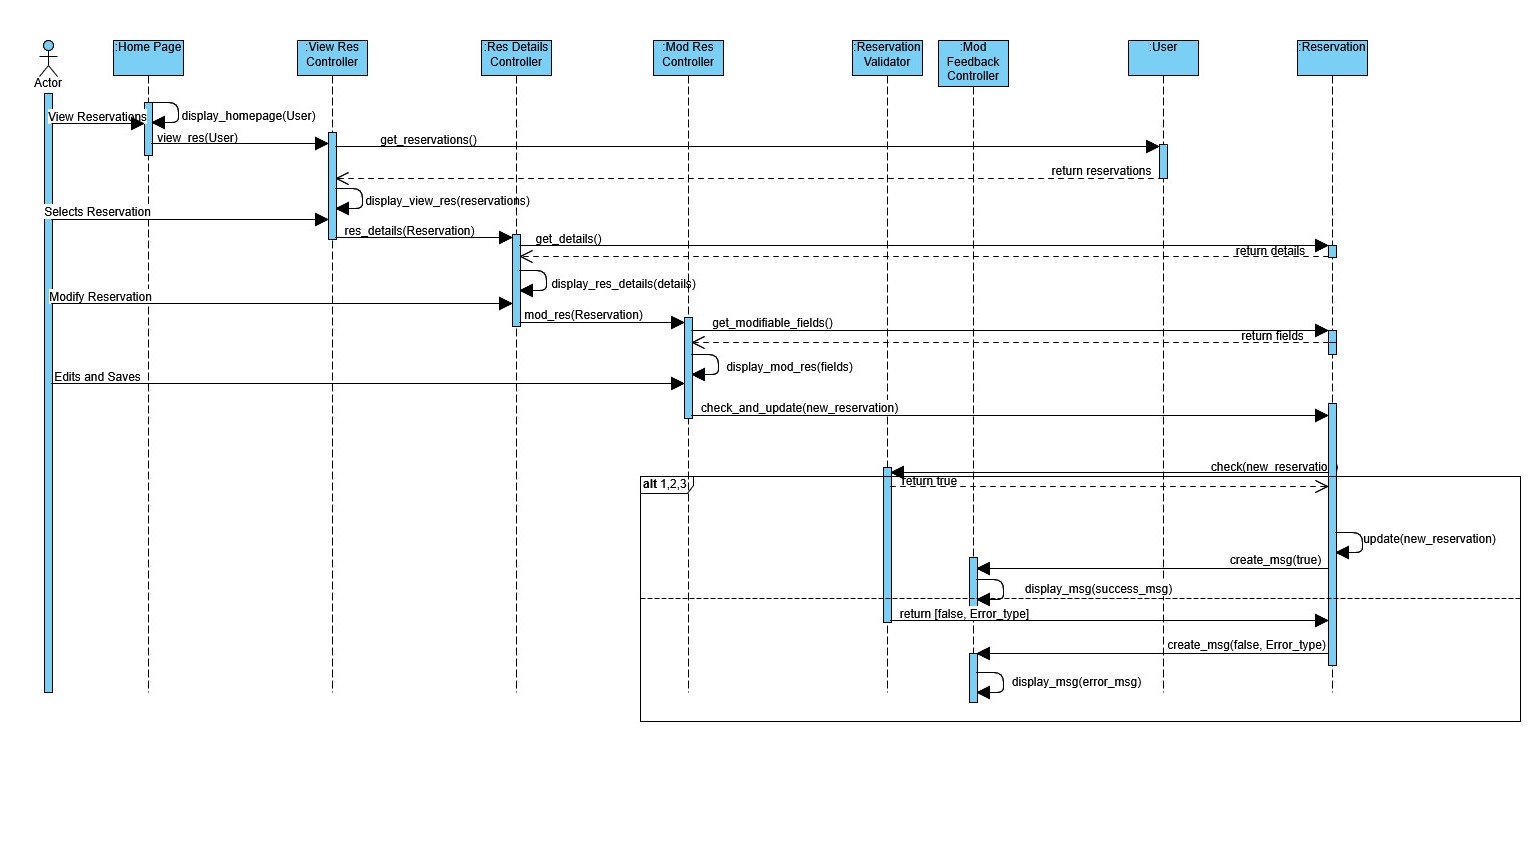 :Home Page
:View Res
Controller
:Res Details
Controller
:Mod Res
Controller
:Reservation
Validator
:Mod
Feedback
Controller
:User
:Reservation
Actor
View Reservations
display_homepage(User)
view_res(User)
get_reservations()
return reservations
display_view_res(reservations)
Selects Reservation
res_details(Reservation)
get_details()
return details
display_res_details(details)
Modify Reservation
mod_res(Reservation)
get_modifiable_fields()
return fields
display_mod_res(fields)
Edits and Saves
check_and_update(new_reservation)
check(new_reservation)
alt 1,2,3
return true
update(new_reservation)
create_msg(true)
display_msg(success_msg)
return [false, Error_type]
create_msg(false, Error_type)
display_msg(error_msg)